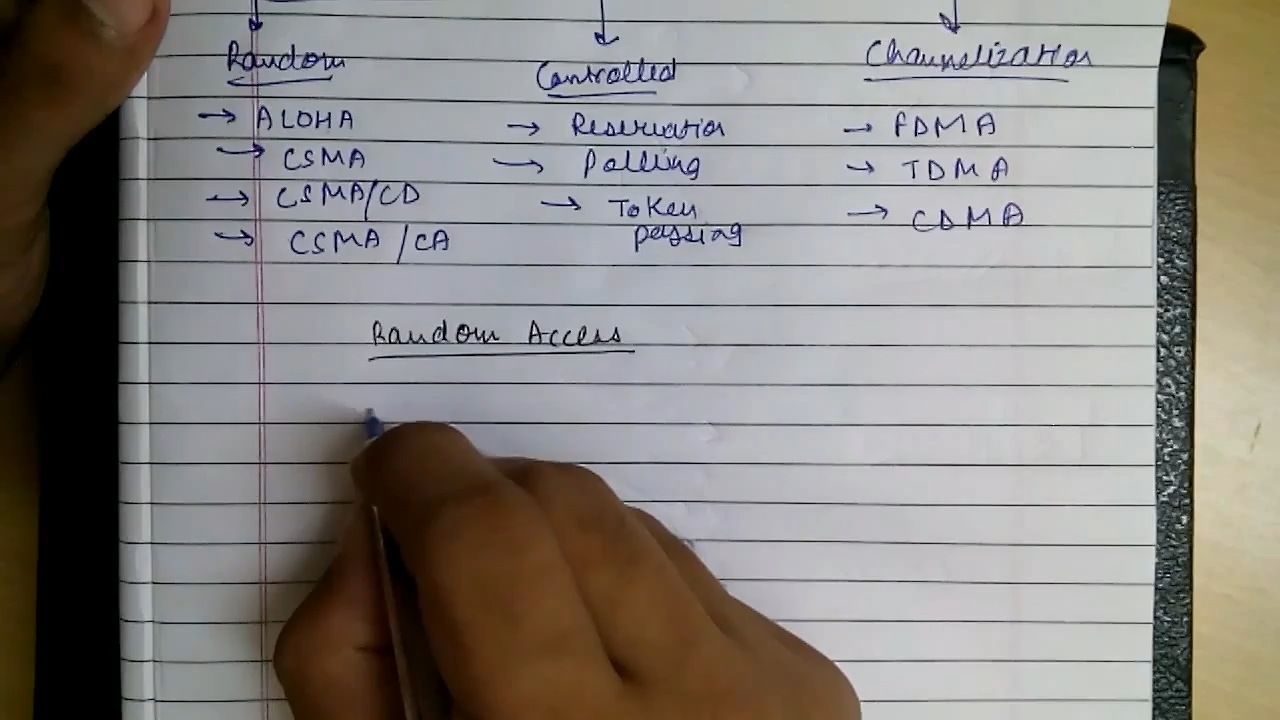 Random Controlled Channelization
→ ALOHA → Reservation → FDMA
→ CSMA → Polling → TDMA
→ CSMA/CD → Token → CDMA
→ CSMA /CA passing
Random Access